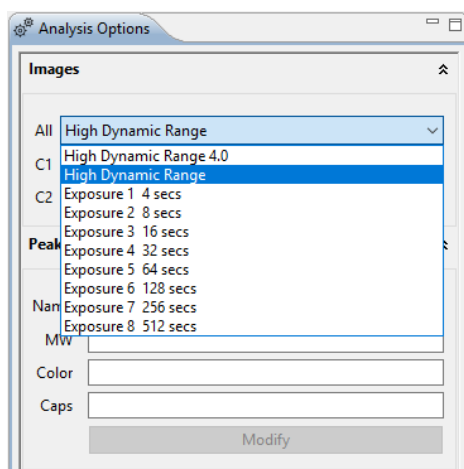 Analysis Options
Images
All High Dynamic Range
High Dynamic Range 4.0
C1
High Dynamic Range
Exposure 1 4 secs
C2
Exposure 2 8 secs
Exposure 3 16 secs
Peak
Exposure 4 32 secs
Exposure 5 64 secs
Exposure 6 128 secs
Nam
Exposure 7 256 secs
Exposure 8 512 secs
MW
Color
Caps
Modify